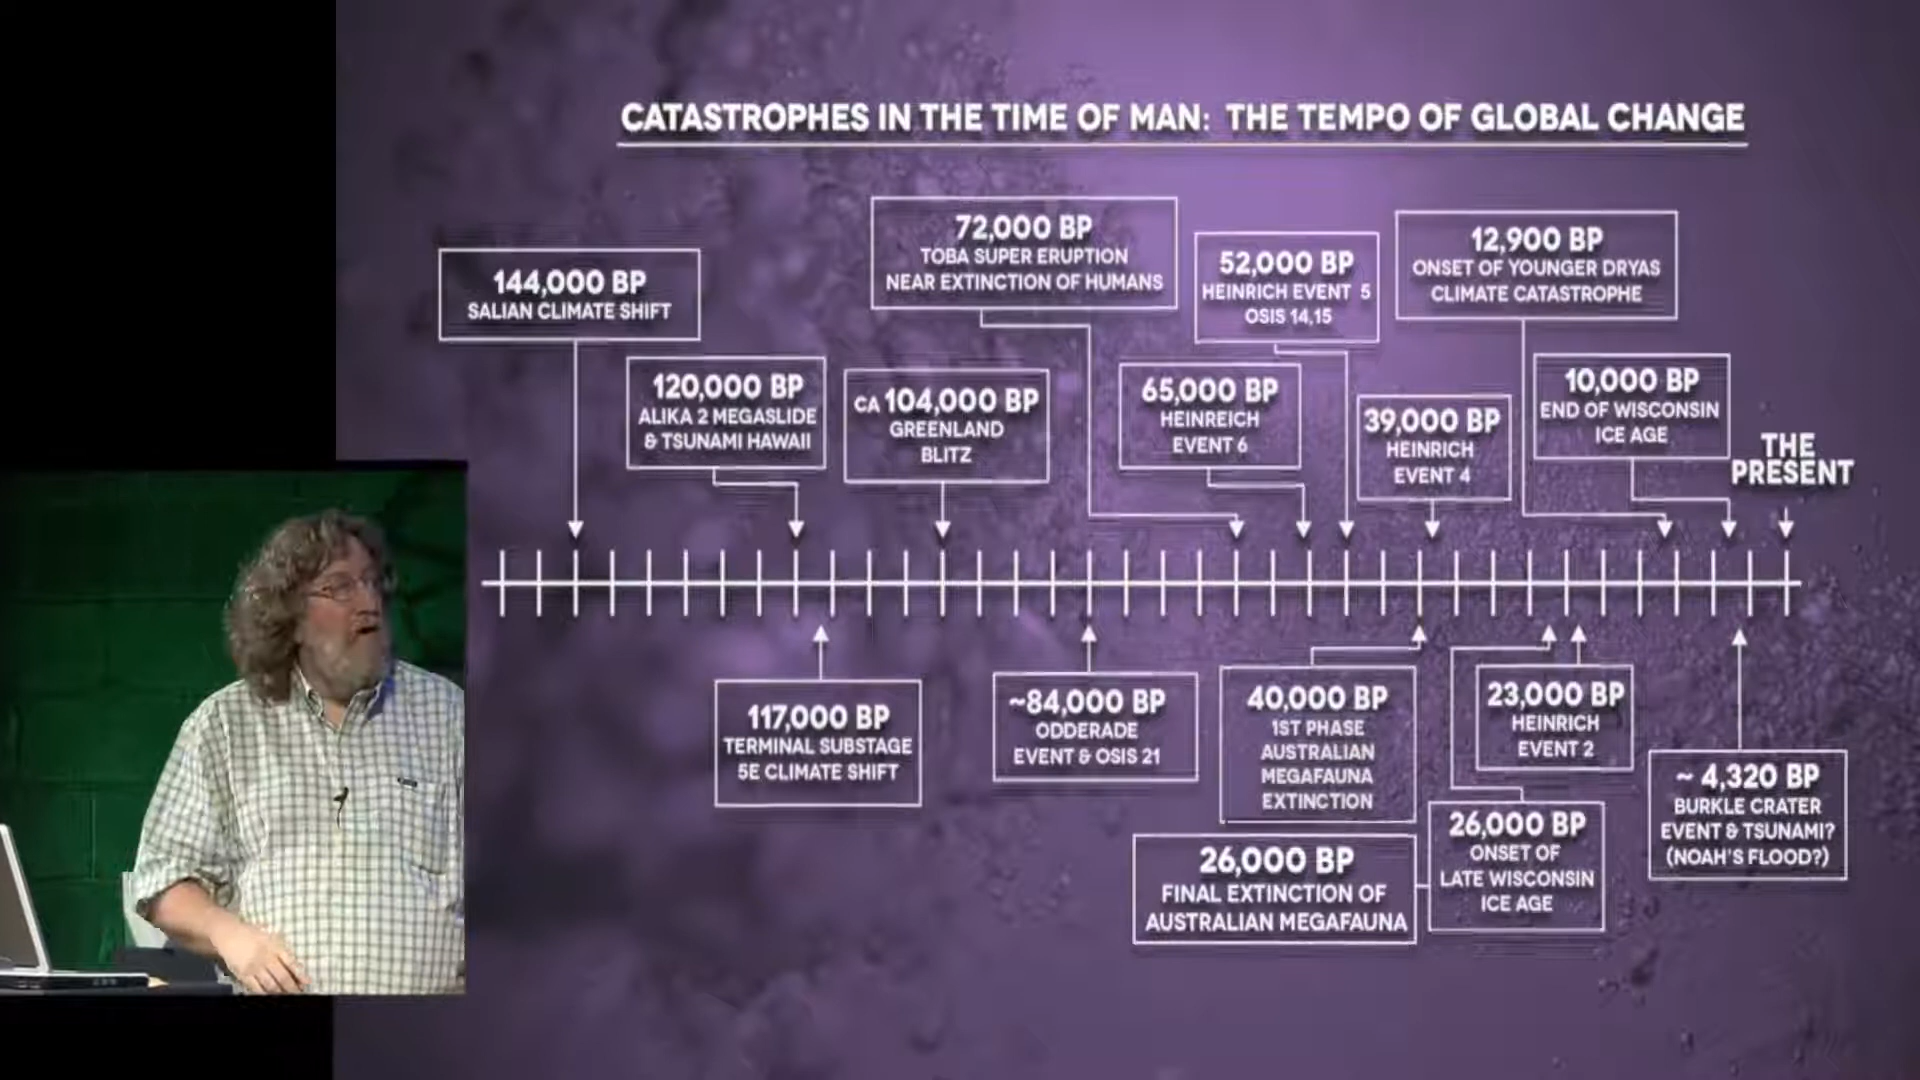 CATASTROPHES IN THE TIME OF MAN: THE TEMPO OF GLOBAL CHANGE
144,000 BP
SALIAN CLIMATE SHIFT
120,000 BP
ALIKA 2 MEGASLIDE
& TSUNAMI HAWAII
CA 104,000 BP
GREENLAND
BLITZ
72,000 BP
TOBA SUPER ERUPTION
NEAR EXTINCTION OF HUMANS
65,000 BP
HEINREICH
EVENT 6
52,000 BP
HEINRICH EVENT 5
OSIS 14,15
39,000 BP
HEINRICH
EVENT 4
12,900 BP
ONSET OF YOUNGER DRYAS
CLIMATE CATASTROPHE
10,000 BP
END OF WISCONSIN
ICE AGE
THE
PRESENT
117,000 BP
TERMINAL SUBSTAGE
5E CLIMATE SHIFT
~84,000 BP
ODDERADE
EVENT & OSIS 21
40,000 BP
1ST PHASE
AUSTRALIAN
MEGAFAUNA
EXTINCTION
26,000 BP
FINAL EXTINCTION OF
AUSTRALIAN MEGAFAUNA
23,000 BP
HEINRICH
EVENT 2
26,000 BP
ONSET OF
LATE WISCONSIN
ICE AGE
~ 4,320 BP
BURKLE CRATER
EVENT & TSUNAMI?
(NOAH'S FLOOD?)